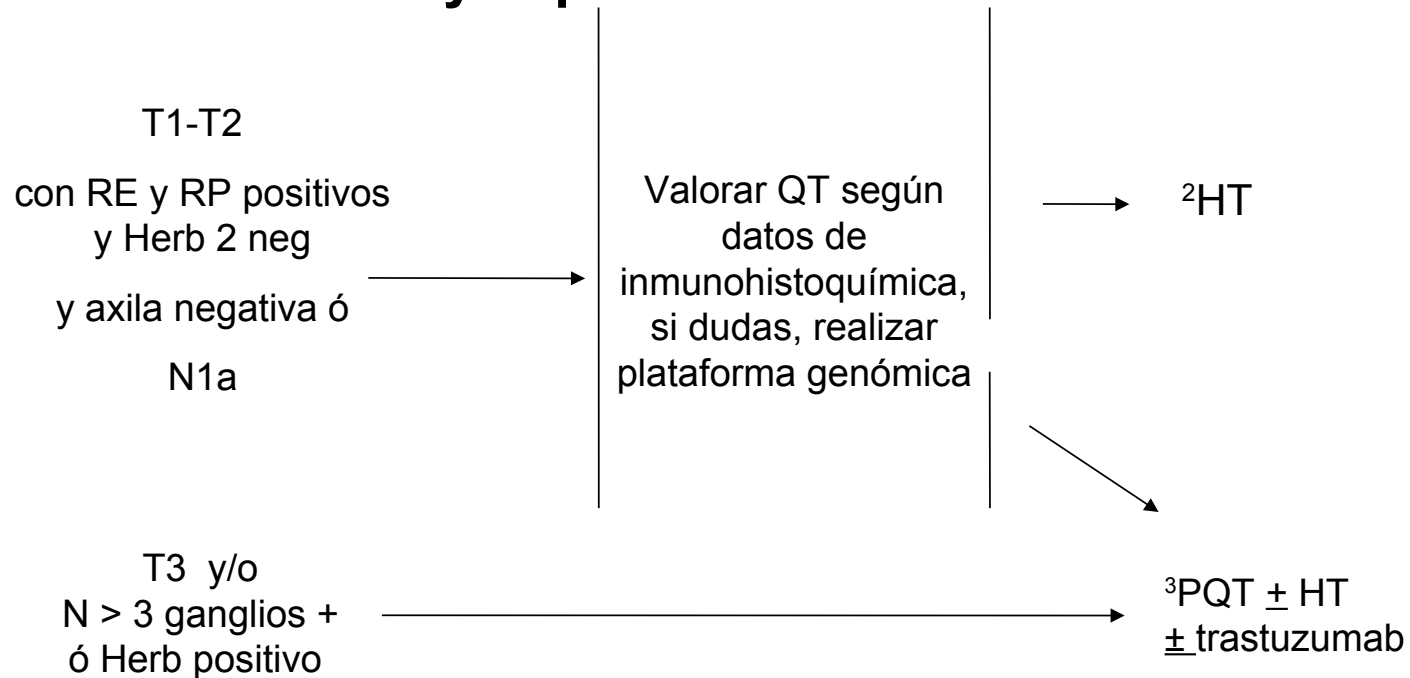 T1-T2
con RE y RP positivos
y Herb 2 neg
y axila negativa ó
N1a
Valorar QT según
datos de
inmunohistoquímica,
si dudas, realizar
plataforma genómica
²HT
T3 y/o
N > 3 ganglios +
ó Herb positivo
³PQT ± HT
± trastuzumab